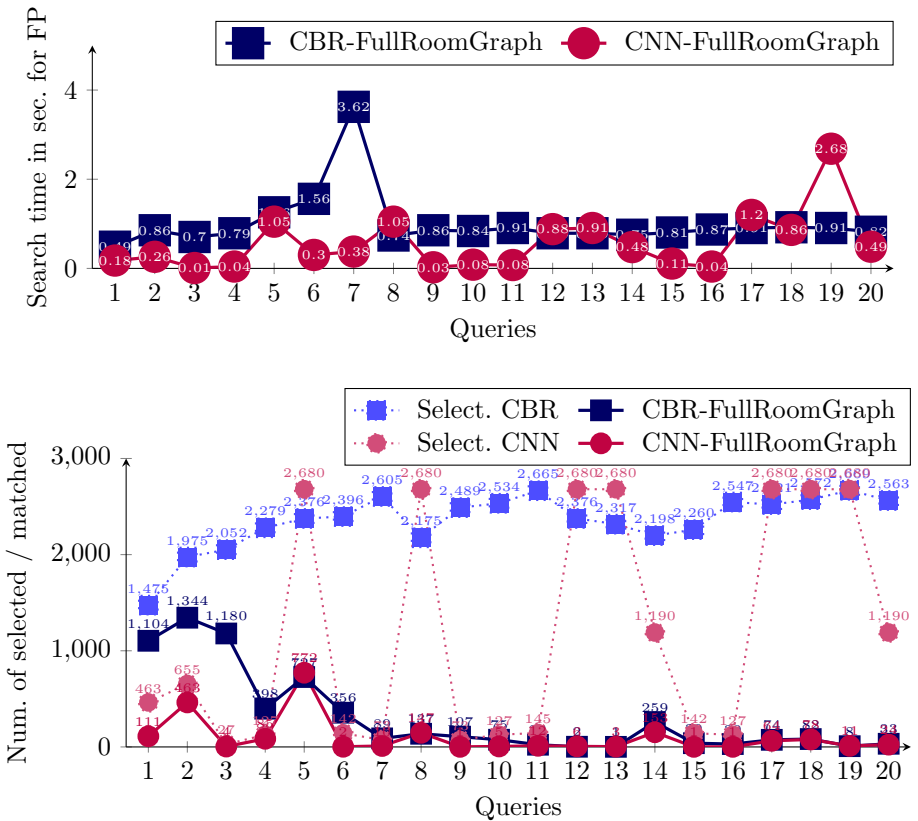 CBR-FullRoomGraph CNN-FullRoomGraph
Search time in sec. for FP
4
2
0
3.62
2.68
1.56
0.86 0.7 0.79 1.05 1.05 0.86 0.84 0.91 0.88 0.91 0.81 0.87 1.2 0.86 0.91
0.18 0.26 0.01 0.04 0.3 0.38 0.03 0.08 0.08 0.48 0.11 0.04 0.49
1 2 3 4 5 6 7 8 9 10 11 12 13 14 15 16 17 18 19 20
Queries
Select. CBR CBR-FullRoomGraph
Select. CNN CNN-FullRoomGraph
Num. of selected / matched
3,000
2,000
1,000
0
2,680 2,680 2,680 2,680 2,680 2,680
1,475 1,975 2,052 2,279 2,376 2,396 2,605 2,175 2,489 2,534 2,665 2,376 2,317 2,198 2,260 2,547 2,572 2,563
1,104 1,344 1,180 398 772 356 259
463 655 145 1,190 142 127 1,190
111 463
1 2 3 4 5 6 7 8 9 10 11 12 13 14 15 16 17 18 19 20
Queries